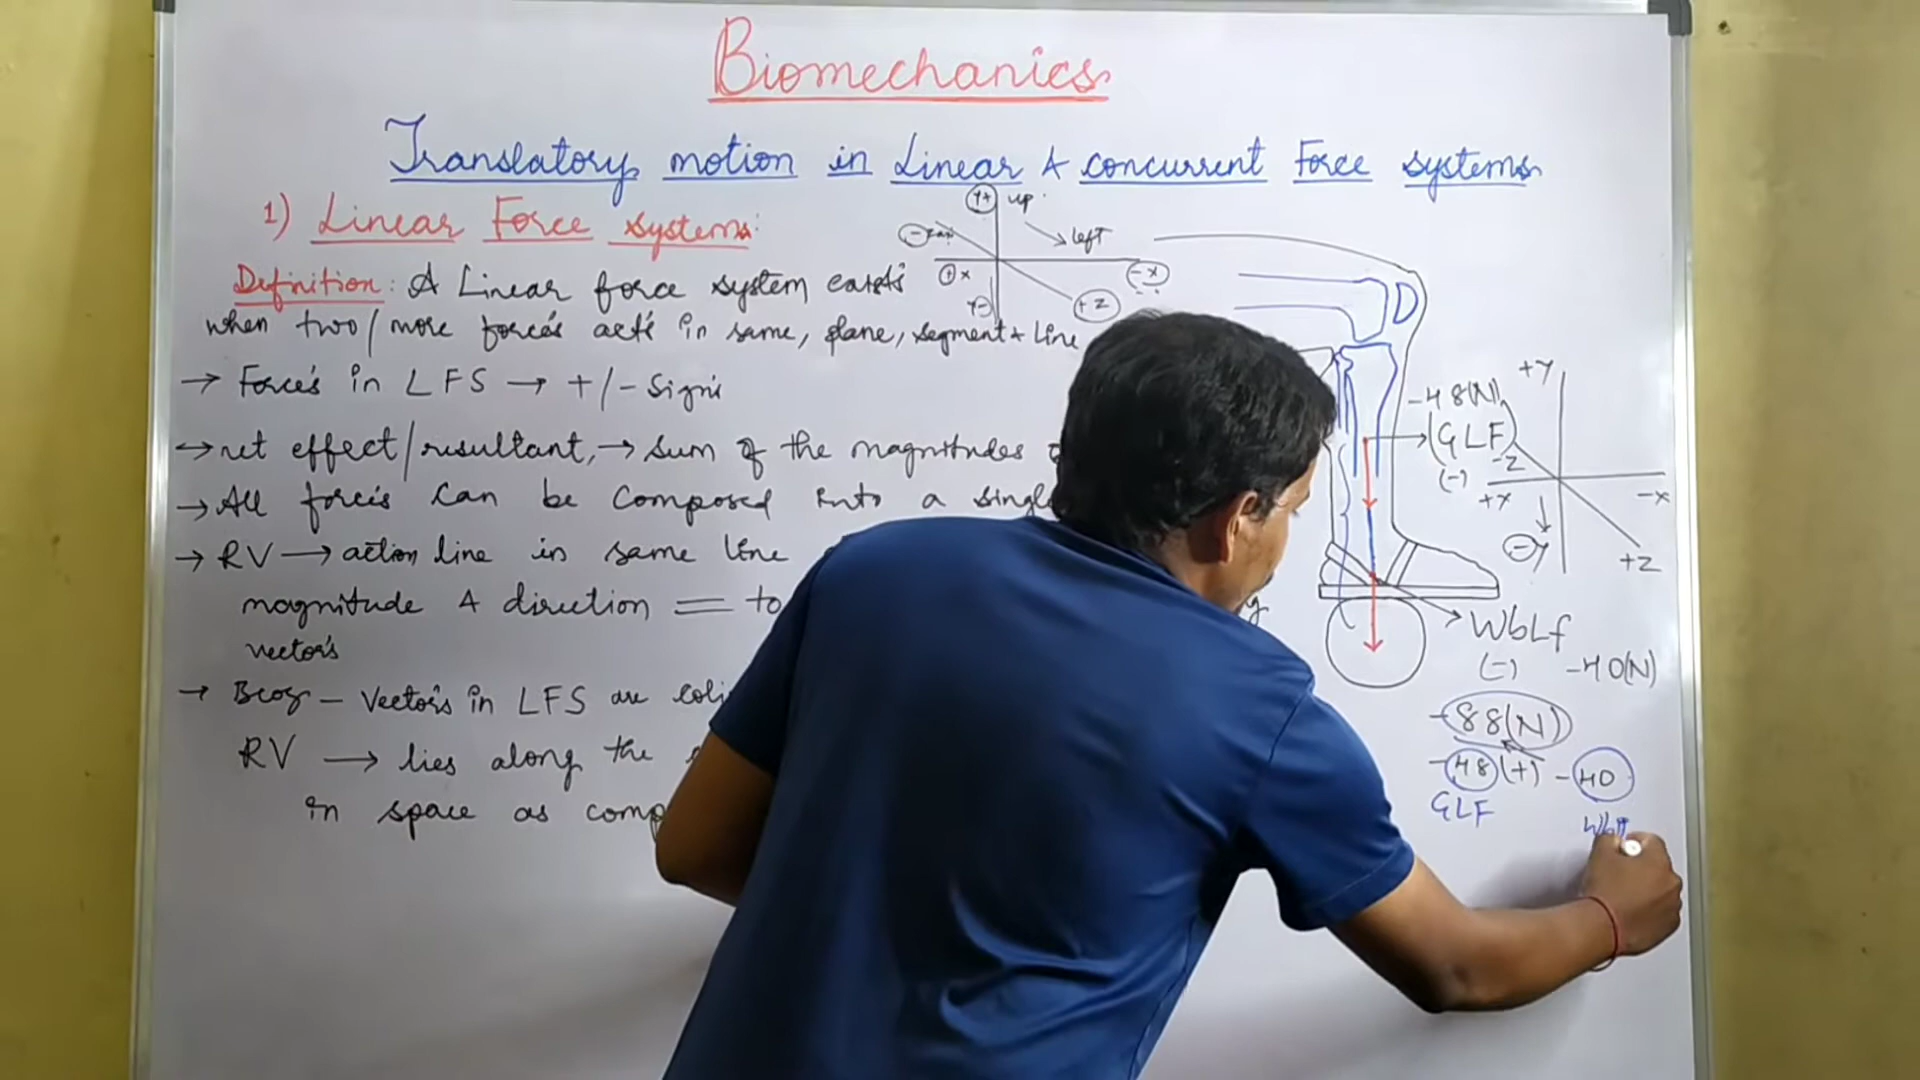 Biomechanics
Translatory motion in Linear & concurrent Force systems
1) Linear Force systems:
Definition: A Linear force system exists
when two/more forces acts in same, plane, segment & line
→ Forces in LFS → +/- Signs
→ net effect/resultant, → sum of the magnitudes
→ All forces can be composed into a single
→ RV → action line in same line
magnitude & direction = to
vectors
→ Bcoz - Vectors in LFS are
RV → lies along the
in space as
Y+ up
left
+ x
- x
Y-
+ z
-48(N)
(GLF)
(-)
+Y
-Z
+X
-X
-Y
+Z
WbLf
(-) -40(N)
-88(N)
-48 (+) -40
GLF